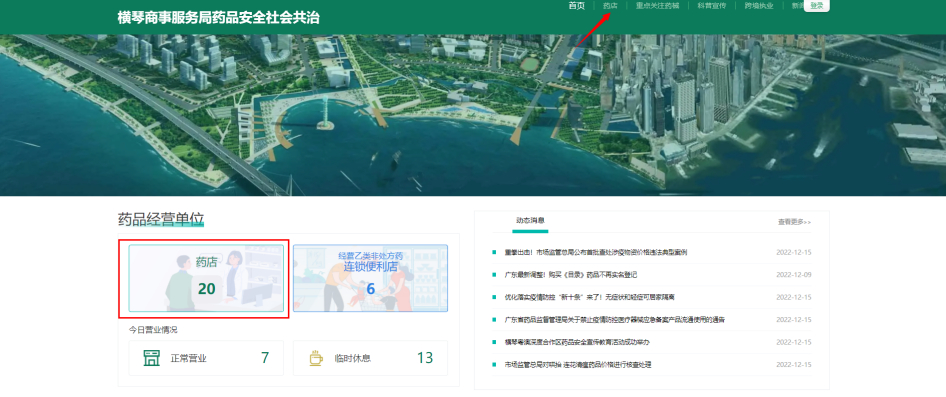 横琴商事服务局药品安全社会共治
首页 药店 重点关注药械 科普宣传 跨境执业 新闻 登录
药品经营单位
药店
20
经营乙类非处方药
连锁便利店
6
今日营业情况
正常营业 7
临时休息 13
动态消息 查看更多>>
重拳出击！市场监管总局公布首批查处涉疫物资价格违法典型案例 2022-12-15
广东最新调整！购买《目录》药品不再实名登记 2022-12-09
优化落实疫情防控“新十条”来了！无症状和轻症可居家隔离 2022-12-15
广东省药品监督管理局关于禁止疫情防控医疗器械应急备案产品流通使用的通告 2022-12-15
横琴粤澳深度合作区药品安全宣传教育活动成功举办 2022-12-15
市场监管总局对哄抬 连花清瘟药品价格进行核查处理 2022-12-15